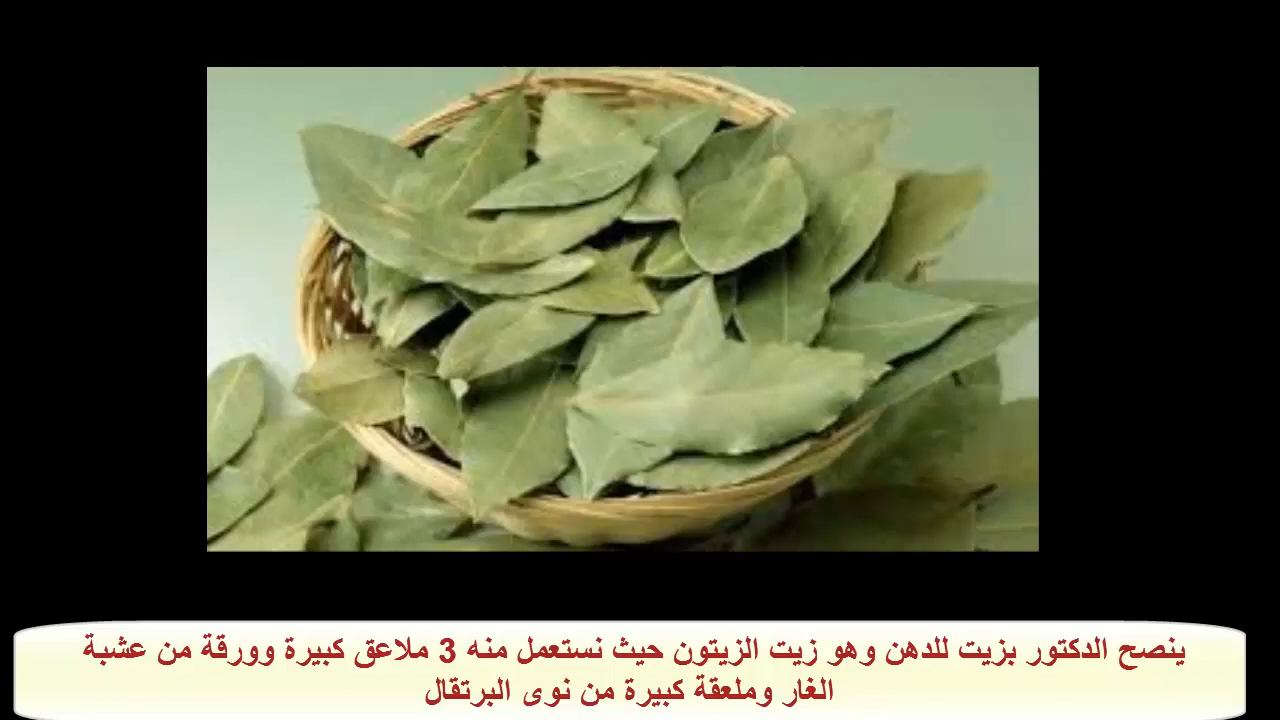 ينصح الدكتور بزيت للدهن وهو زيت الزيتون حيث نستعمل منه 3 ملاعق كبيرة وورقة من عشبة
الغار وملعقة كبيرة من نوى البرتقال